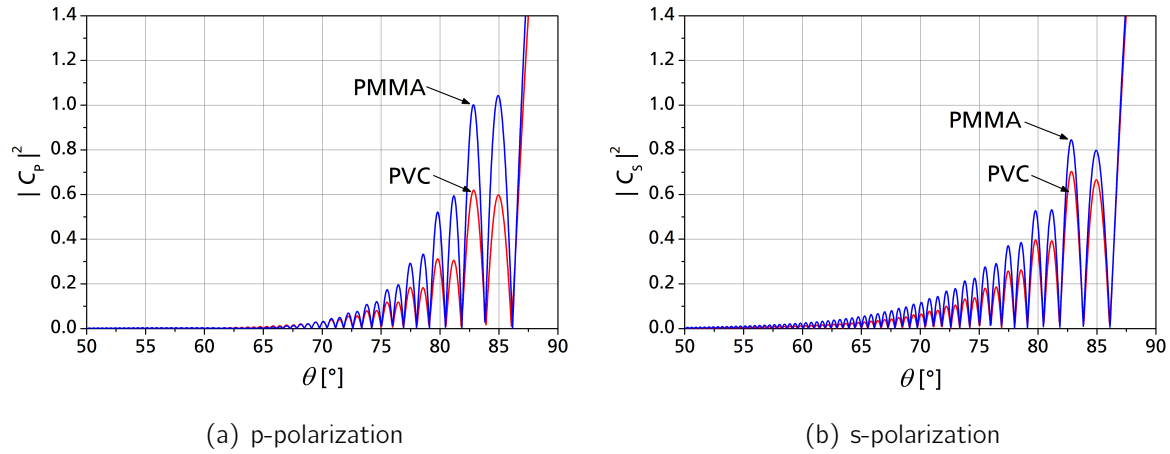 1.4
1.2
1.0
0.8
0.6
0.4
0.2
0.0
| C_P |^2
PMMA
PVC
50 55 60 65 70 75 80 85 90
θ [°]
(a) p-polarization
1.4
1.2
1.0
0.8
0.6
0.4
0.2
0.0
| C_S |^2
PMMA
PVC
50 55 60 65 70 75 80 85 90
θ [°]
(b) s-polarization